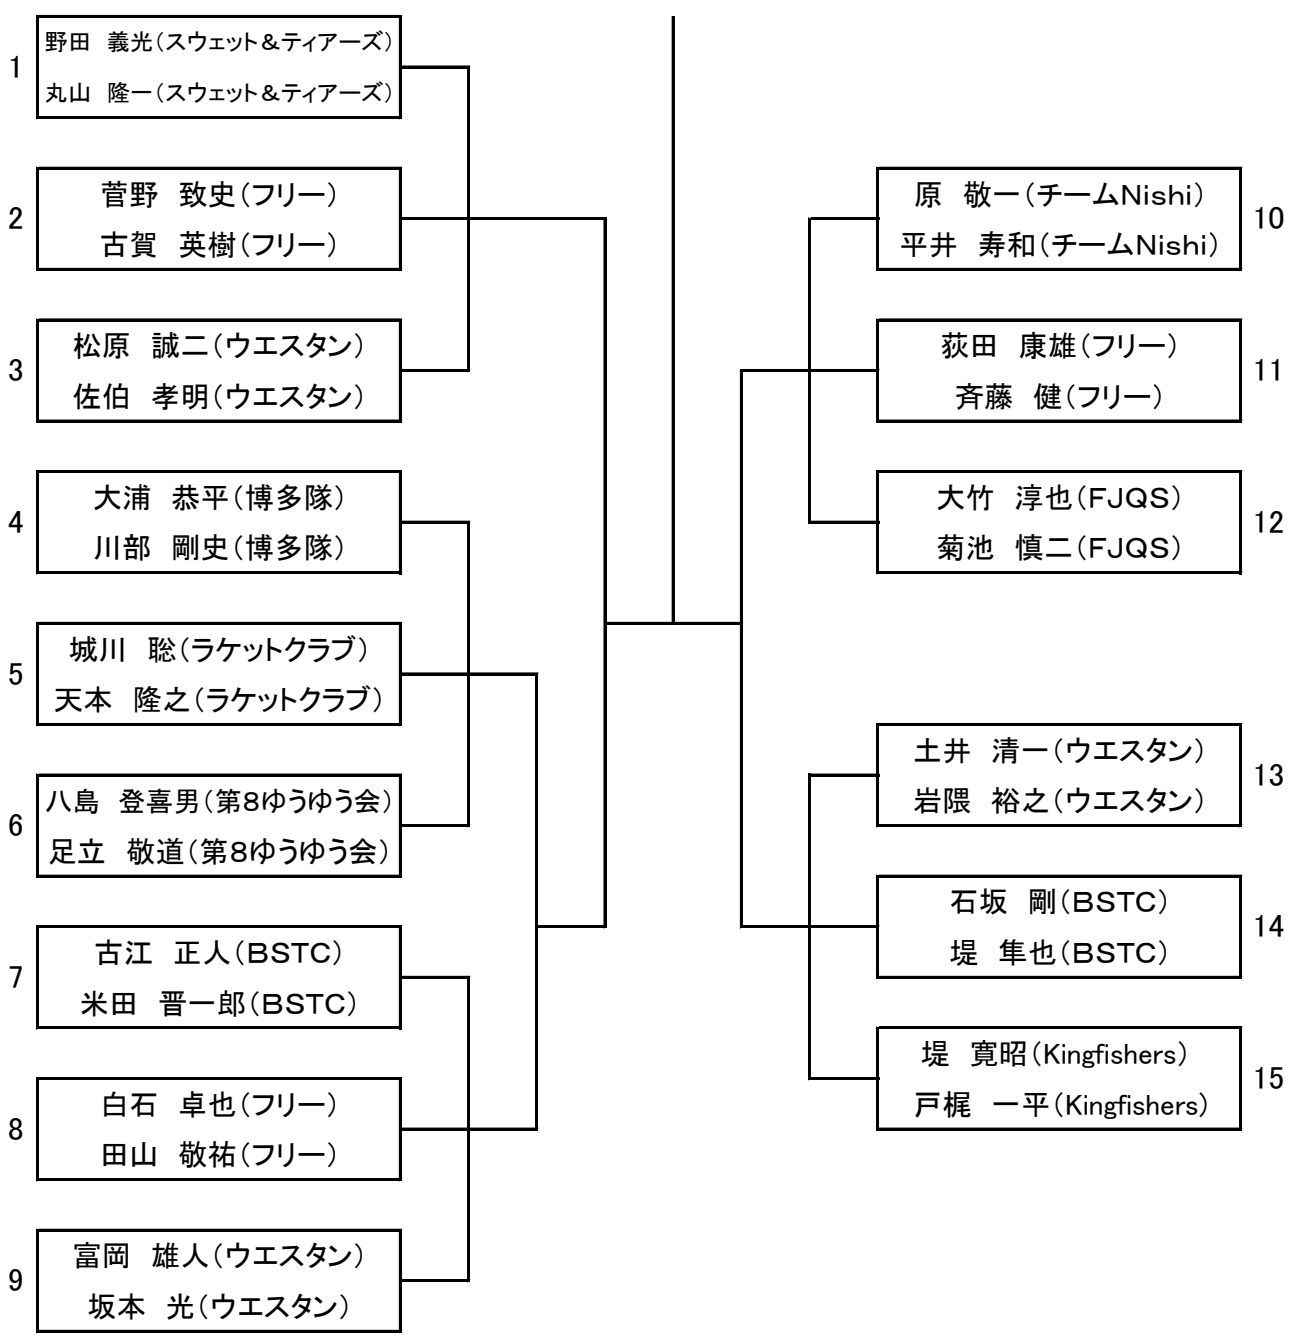 1
野田　義光(スウェット＆ティアーズ)
丸山　隆一(スウェット＆ティアーズ)
2
菅野　致史(フリー)
古賀　英樹(フリー)
3
松原　誠二(ウエスタン)
佐伯　孝明(ウエスタン)
4
大浦　恭平(博多隊)
川部　剛史(博多隊)
5
城川　聡(ラケットクラブ)
天本　隆之(ラケットクラブ)
6
八島　登喜男(第8ゆうゆう会)
足立　敬道(第8ゆうゆう会)
7
古江　正人(BSTC)
米田　晋一郎(BSTC)
8
白石　卓也(フリー)
田山　敬祐(フリー)
9
富岡　雄人(ウエスタン)
坂本　光(ウエスタン)
原　敬一(チームNishi)
平井　寿和(チームNishi)
10
荻田　康雄(フリー)
斉藤　健(フリー)
11
大竹　淳也(FJQS)
菊池　慎二(FJQS)
12
土井　清一(ウエスタン)
岩隈　裕之(ウエスタン)
13
石坂　剛(BSTC)
堤　隼也(BSTC)
14
堤　寛昭(Kingfishers)
戸梶　一平(Kingfishers)
15